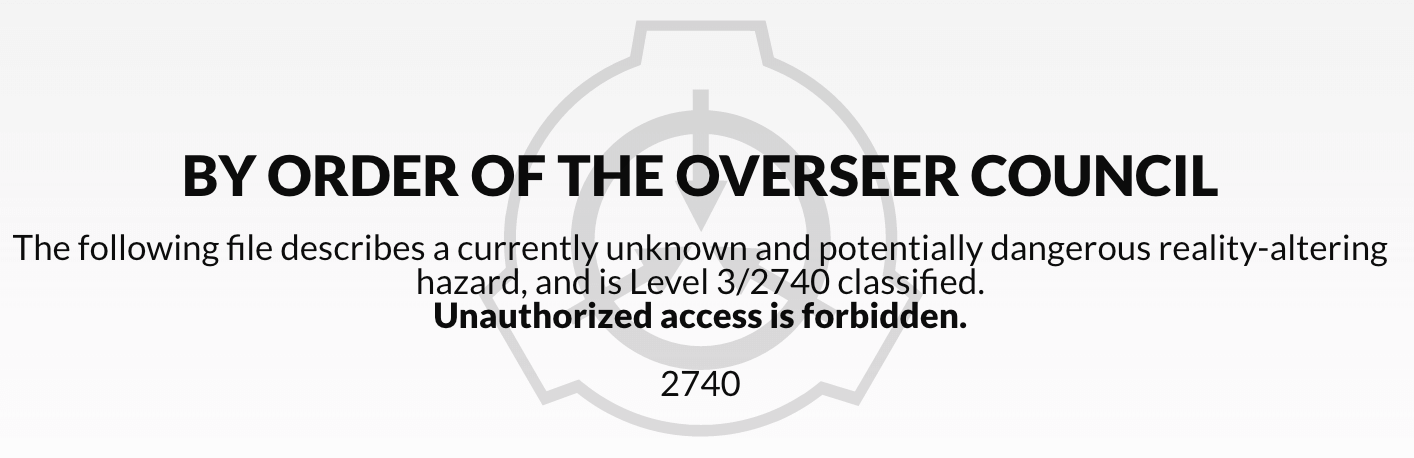 BY ORDER OF THE OVERSEER COUNCIL
The following file describes a currently unknown and potentially dangerous reality-altering
hazard, and is Level 3/2740 classified.
Unauthorized access is forbidden.
2740